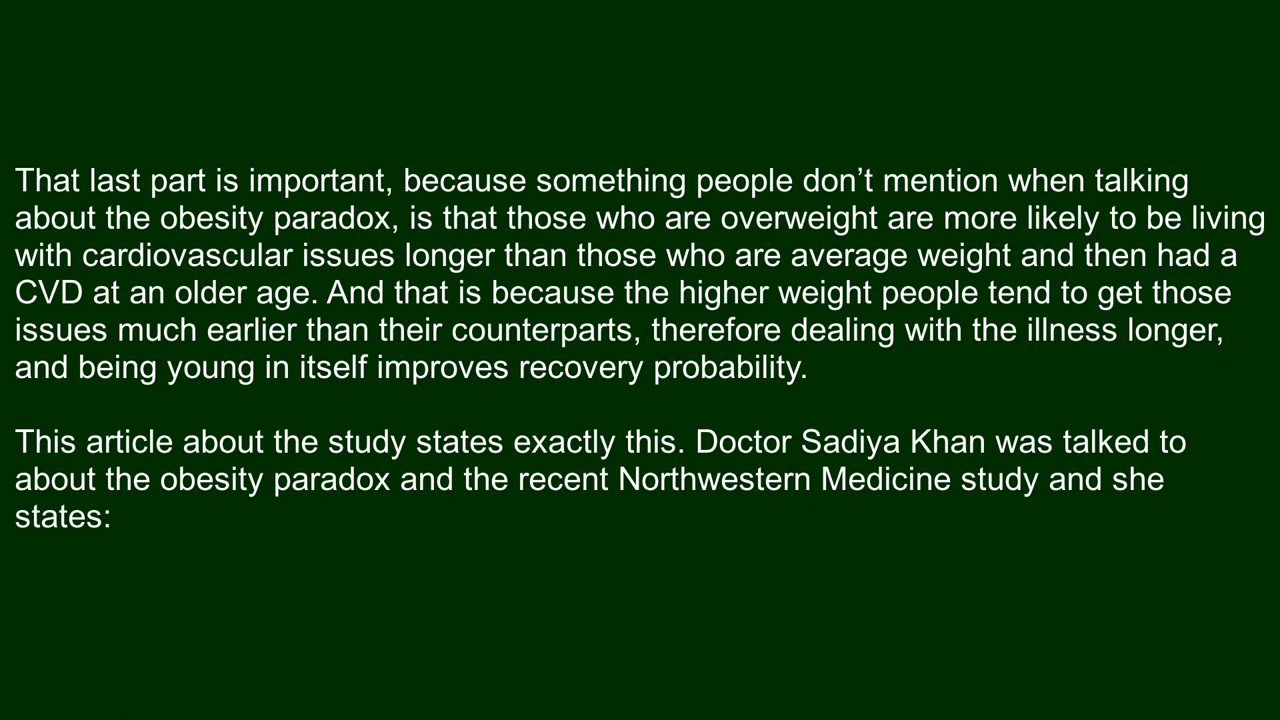 That last part is important, because something people don’t mention when talking
about the obesity paradox, is that those who are overweight are more likely to be living
with cardiovascular issues longer than those who are average weight and then had a
CVD at an older age. And that is because the higher weight people tend to get those
issues much earlier than their counterparts, therefore dealing with the illness longer,
and being young in itself improves recovery probability.
This article about the study states exactly this. Doctor Sadiya Khan was talked to
about the obesity paradox and the recent Northwestern Medicine study and she
states: